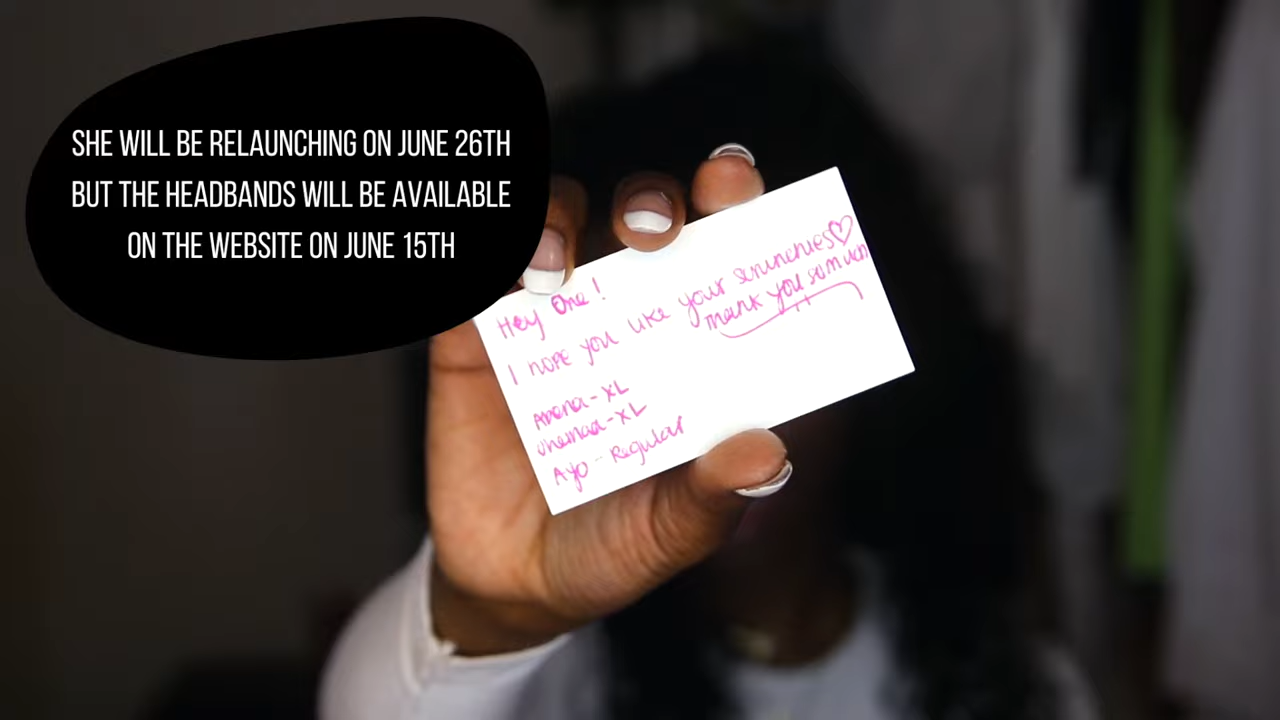 SHE WILL BE RELAUNCHING ON JUNE 26TH
BUT THE HEADBANDS WILL BE AVAILABLE
ON THE WEBSITE ON JUNE 15TH
Hey One!
I hope you like your scrunchies♡
Thank you so much
- XL
- XL
Ayo - Regular